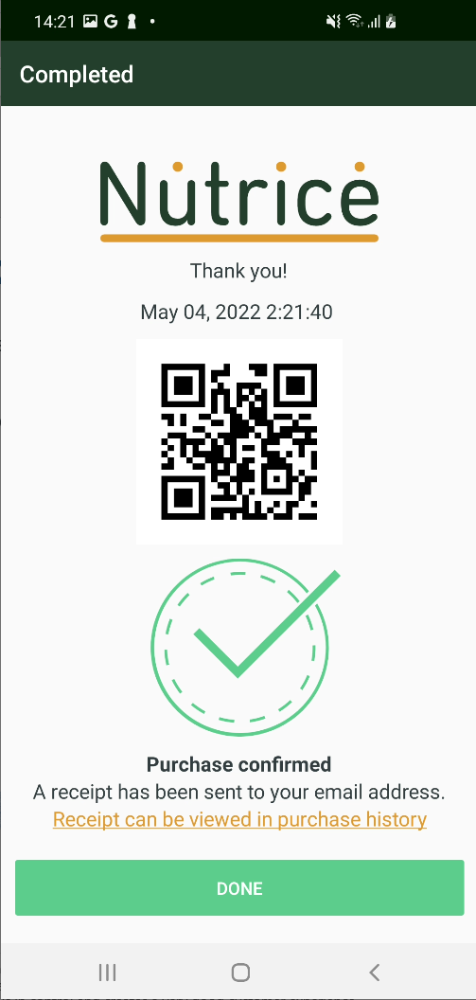 14:21
Completed
Nutrice
Thank you!
May 04, 2022 2:21:40
Purchase confirmed
A receipt has been sent to your email address.
Receipt can be viewed in purchase history
DONE